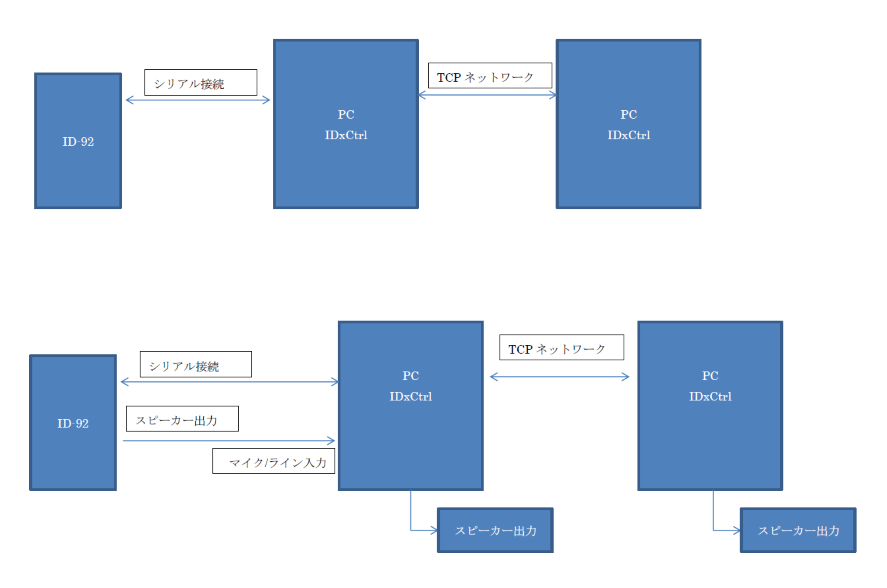 シリアル接続
TCP ネットワーク
ID-92
PC
IDxCtrl
PC
IDxCtrl
シリアル接続
TCP ネットワーク
ID-92
スピーカー出力
マイク/ライン入力
PC
IDxCtrl
PC
IDxCtrl
スピーカー出力
スピーカー出力